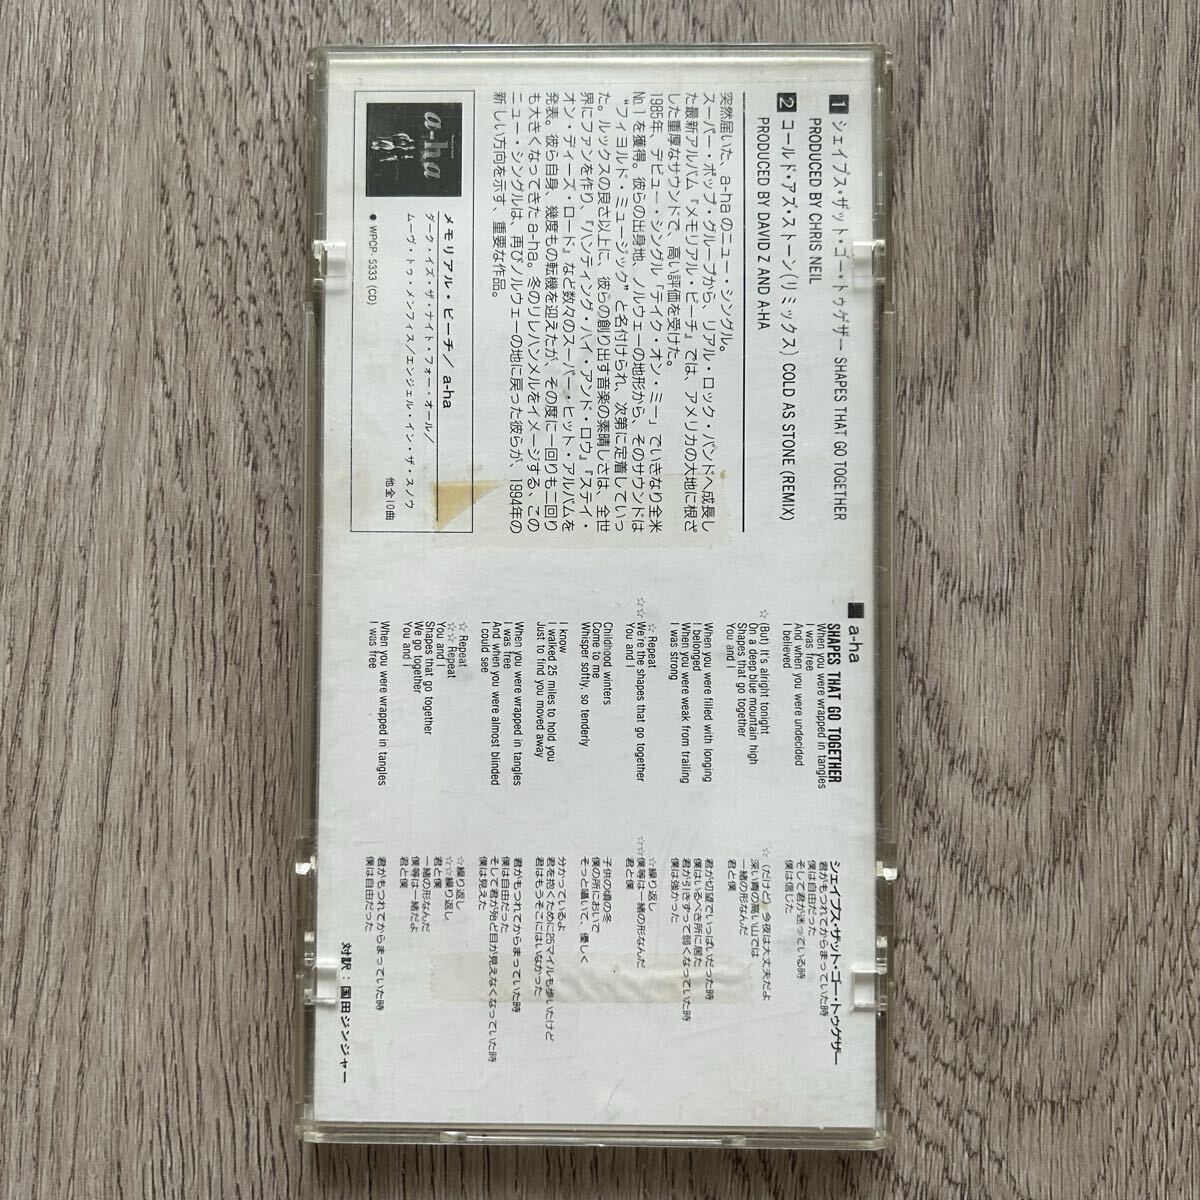 1 シェイプス・ザット・ゴー・トゥゲザー SHAPES THAT GO TOGETHER
PRODUCED BY CHRIS NEIL
2 コールド・アズ・ストーン(リミックス) COLD AS STONE (REMIX)
PRODUCED BY DAVID Z AND A-HA
突然届いた、a-haのニュー・シングル。
スーパー・ポップ・グループから、リアル・ロック・バンドへ成長し
た最新アルバム『メモリアル・ビーチ』では、アメリカの大地に根ざ
した重厚なサウンドで、高い評価を受けた。
1985年、デビュー・シングル「テイク・オン・ミー」でいきなり全米
No.1を獲得。彼らの出身地、ノルウェーの地形から、そのサウンドは
“フィヨルド・ミュージック”と名付けられ、次第に定着していっ
た。ルックスの良さ以上に、彼らの創り出す音楽の素晴しさは、全世
界にファンを作り、『ハンティング・ハイ・アンド・ロウ』『ステイ・
オン・ディーズ・ロード』など数々のスーパー・ヒット・アルバムを
発表。彼ら自身、幾度もの転機を迎えたが、その度に一回りも二回り
も大きくなってきたa-ha。冬のリレハンメルをイメージする、この
ニュー・シングルは、再びノルウェーの地に戻った彼らが、1994年の
新しい方向を示す、重要な作品。
a-ha
メモリアル・ビーチ/a-ha
ダーク・イズ・ザ・ナイト・フォー・オール/
ムーヴ・トゥ・メンフィス/エンジェル・イン・ザ・スノウ
他全10曲
● WPCP-5333 (CD)
■ a-ha
SHAPES THAT GO TOGETHER
When you were wrapped in tangles
I was free
And when you were undecided
I believed
☆ (But) It's alright tonight
On a deep blue mountain high
Shapes that go together
You and I
When you were filled with longing
I belonged
When you were weak from trailing
I was strong
☆ Repeat
☆☆ We're the shapes that go together
You and I
Childhood winters
Come to me
Whisper softly, so tenderly
I know
I walked 25 miles to hold you
Just to find you moved away
When you were wrapped in tangles
I was free
And when you were almost blinded
I could see
☆ Repeat
☆☆ Repeat
You and I
Shapes that go together
We go together
You and I
When you were wrapped in tangles
I was free
シェイプス・ザット・ゴー・トゥゲザー
君がもつれてからまっていた時
僕は自由だった
そして君が迷っている時
僕は信じた
☆(だけど)今夜は大丈夫だよ
深い青の高い山では
一緒の形なんだ
君と僕
君が切望でいっぱいだった時
僕はいるべき所に居た
君が引きずって弱くなっていた時
僕は強かった
☆繰り返し
☆☆僕等は一緒の形なんだ
君と僕
子供の頃の冬
僕の所においで
そっと囁いて、優しく
分かっているよ
君を抱くために25マイルも歩いたけど
君はもうそこにはいなかった
君がもつれてからまっていた時
僕は自由だった
そして君が殆ど目が見えなくなっていた時
僕は見えた
☆繰り返し
☆☆繰り返し
君と僕
一緒の形なんだ
僕等は一緒だよ
君と僕
君がもつれてからまっていた時
僕は自由だった
対訳:国田ジンジャー